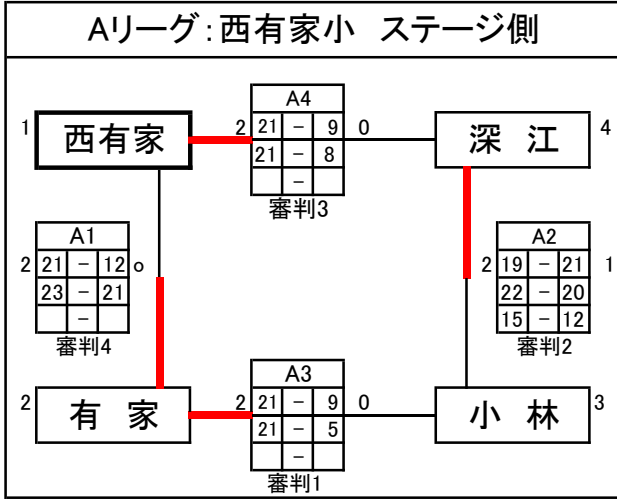 Aリーグ:西有家小　ステージ側
1 西有家
A4
2 21 － 9 0
21 － 8
－
審判3
深　江 4
A1
2 21 － 12 o
23 － 21
－
審判4
A2
2 19 － 21 1
22 － 20
15 － 12
審判2
2 有　家
A3
2 21 － 9 0
21 － 5
－
審判1
小　林 3